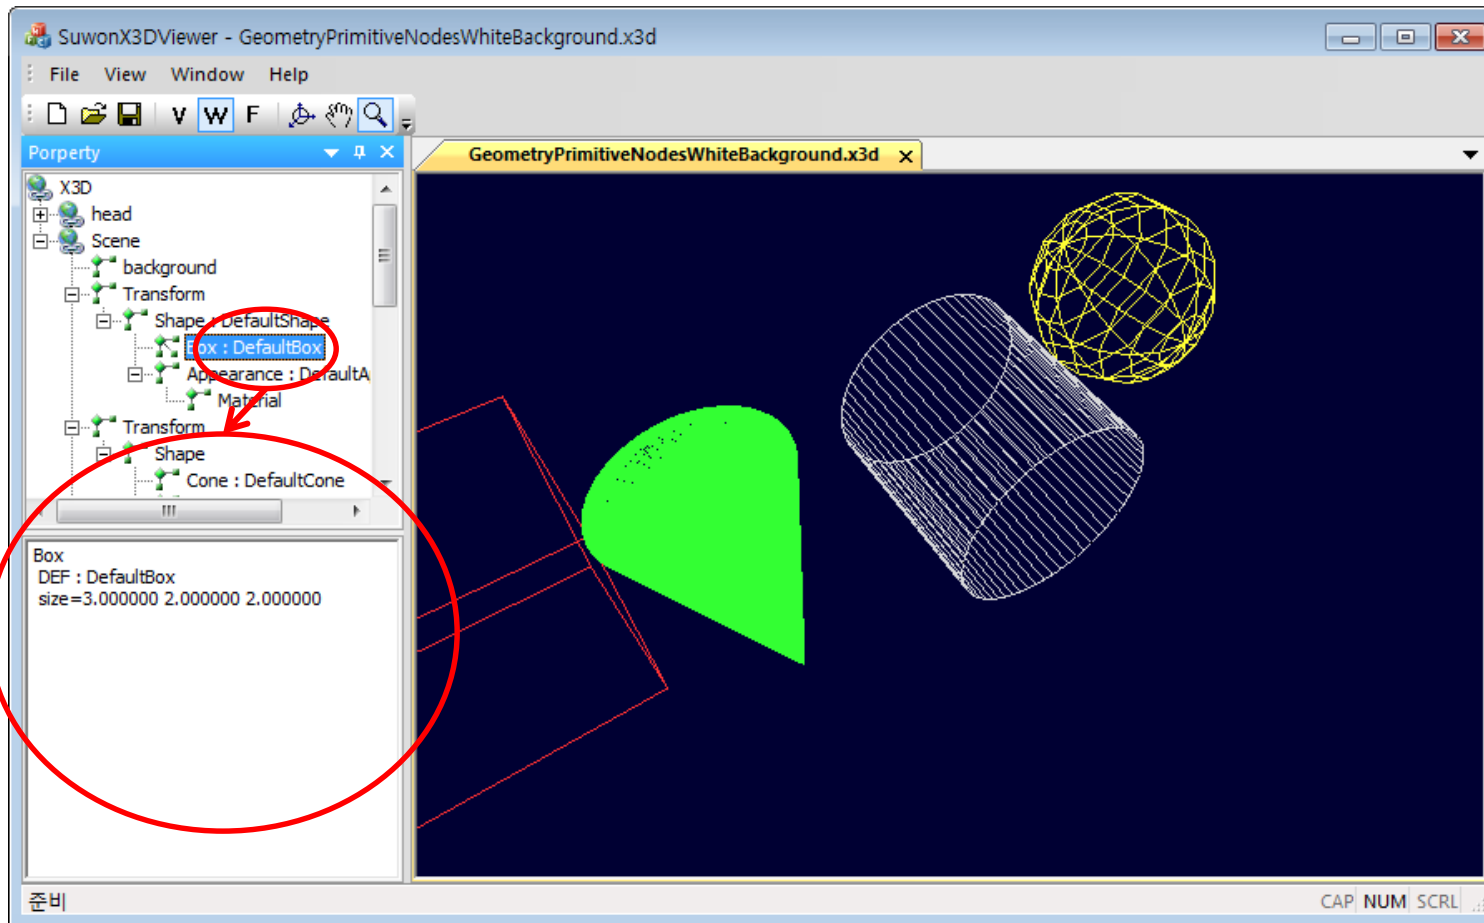 SuwonX3DViewer - GeometryPrimitiveNodesWhiteBackground.x3d
File View Window Help
V W F
Porperty
GeometryPrimitiveNodesWhiteBackground.x3d
X3D
head
Scene
background
Transform
Shape : DefaultShape
Box : DefaultBox
Appearance : DefaultA
Material
Transform
Shape
Cone : DefaultCone
Box
DEF : DefaultBox
size=3.000000 2.000000 2.000000
준비
CAP NUM SCRL